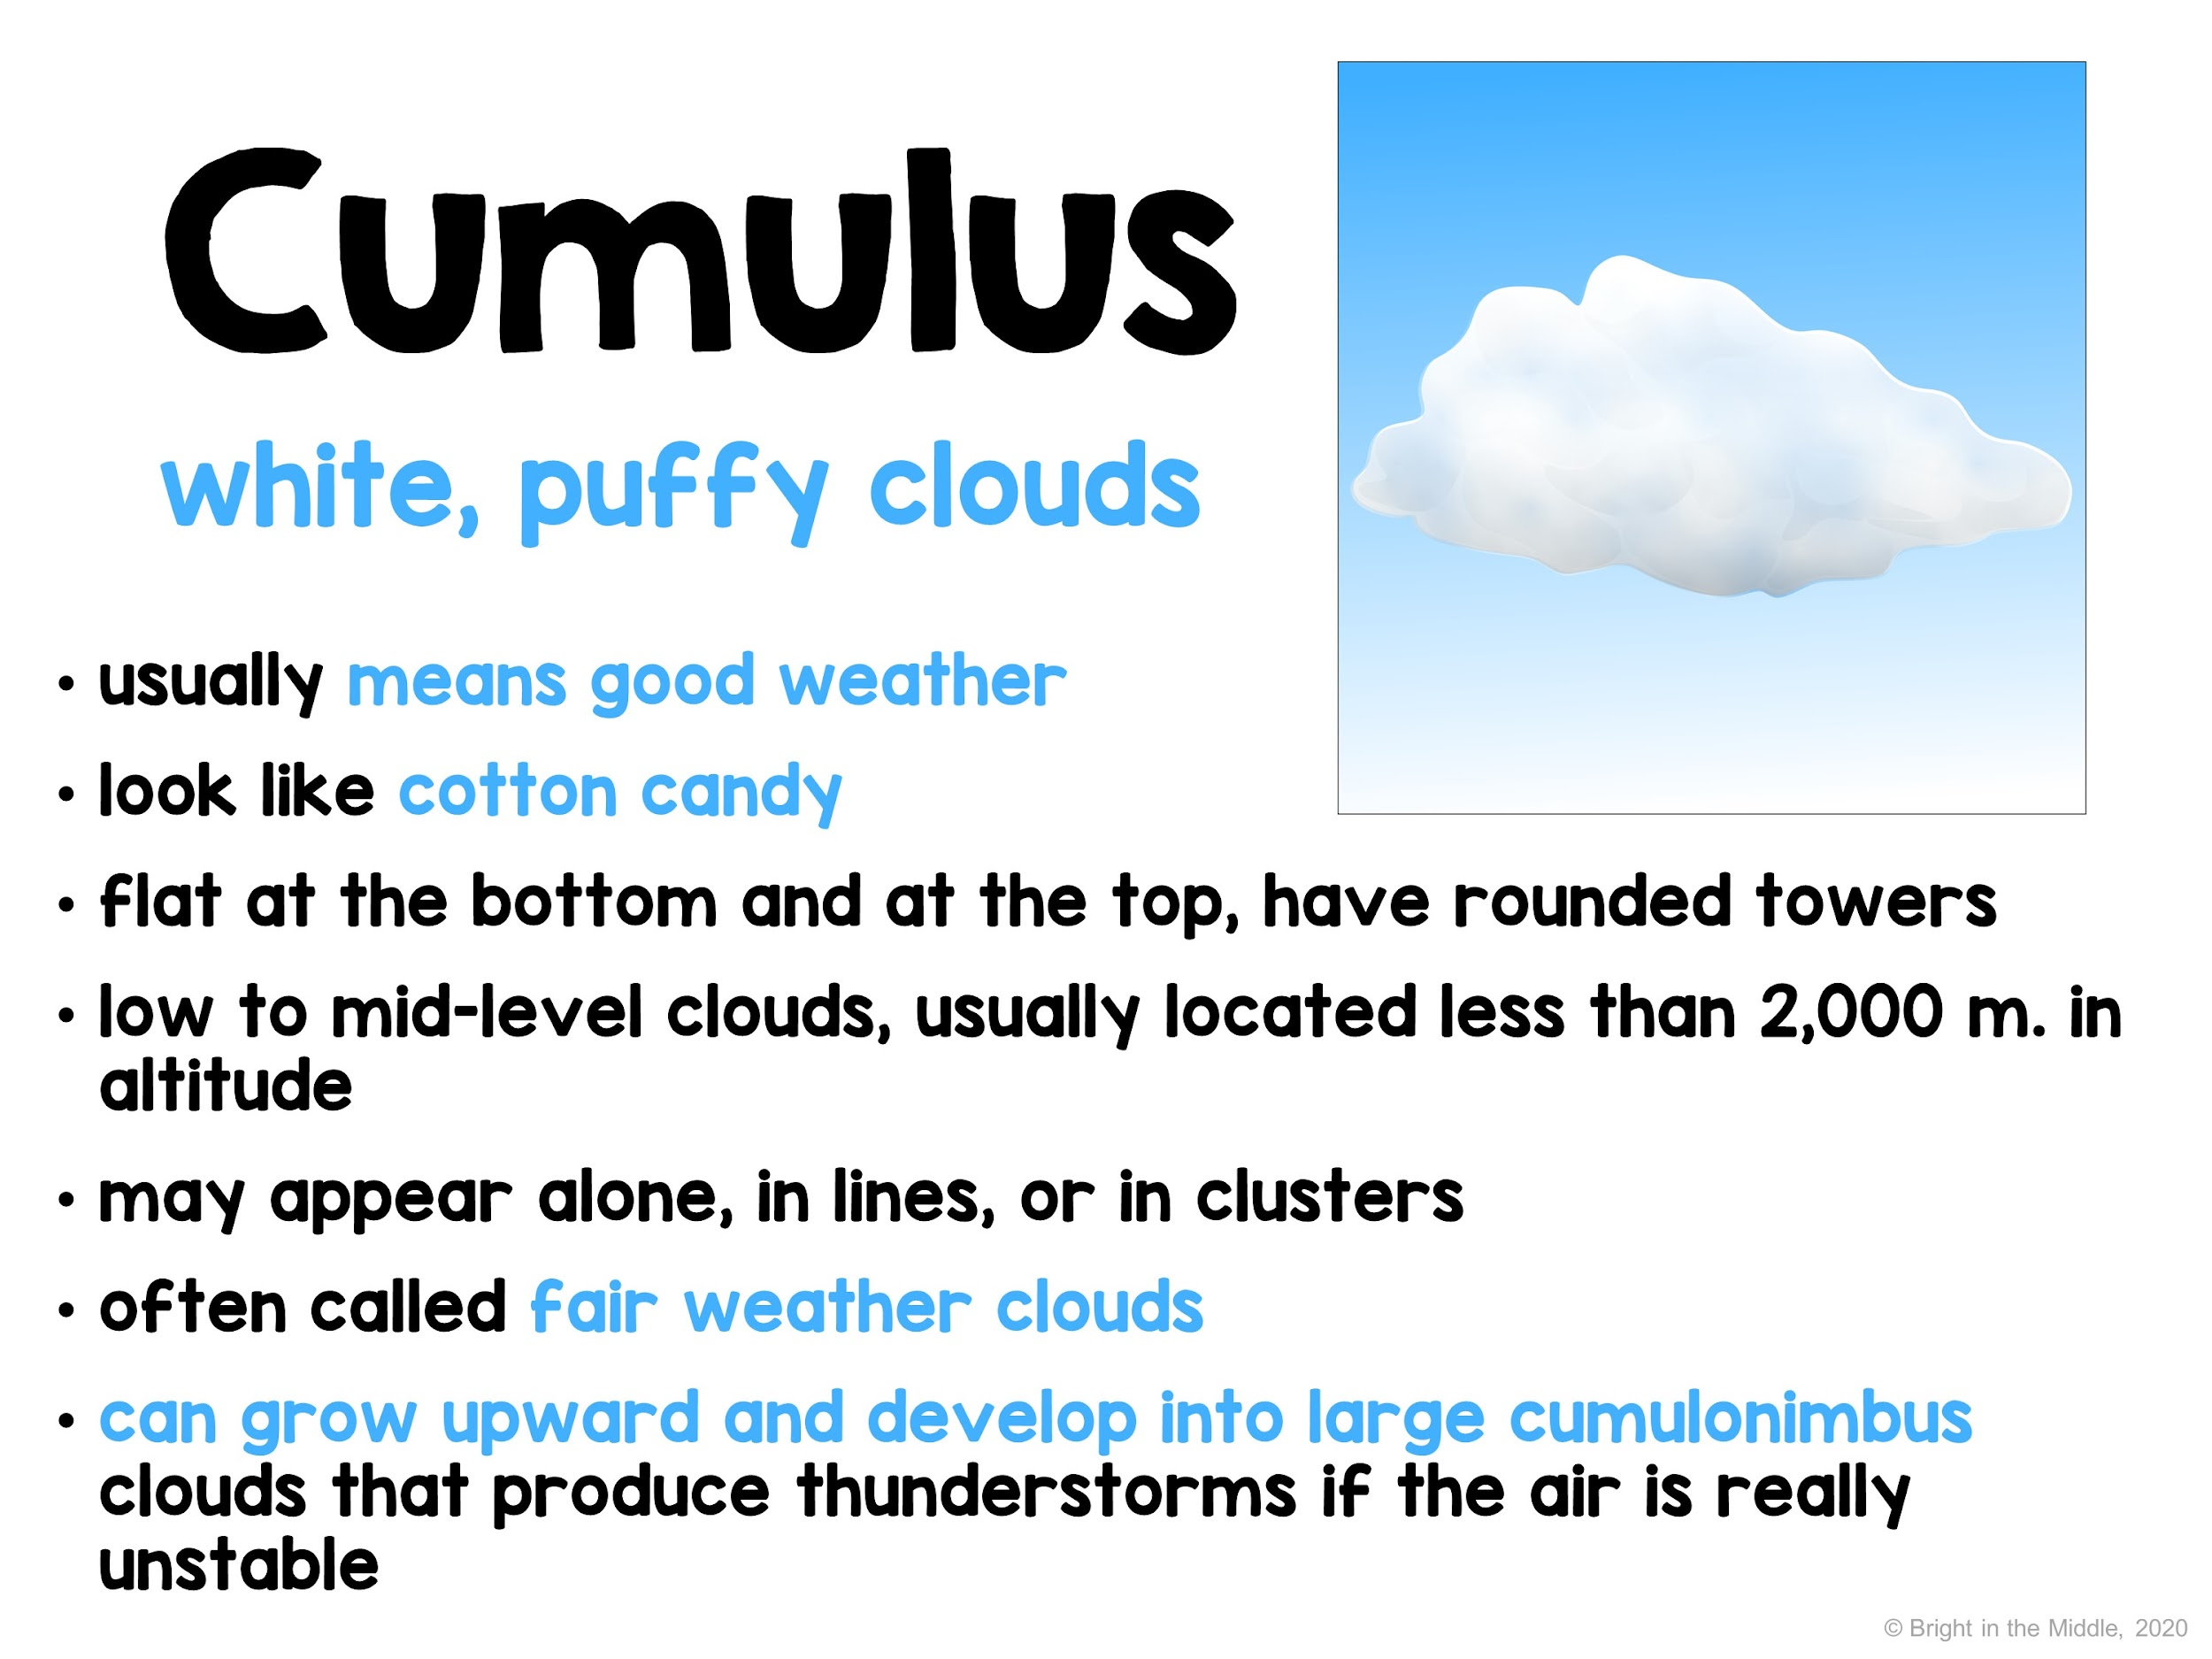 Cumulus
white, puffy clouds
• usually means good weather
• look like cotton candy
• flat at the bottom and at the top, have rounded towers
• low to mid-level clouds, usually located less than 2,000 m. in
altitude
• may appear alone, in lines, or in clusters
• often called fair weather clouds
• can grow upward and develop into large cumulonimbus
clouds that produce thunderstorms if the air is really
unstable
© Bright in the Middle, 2020